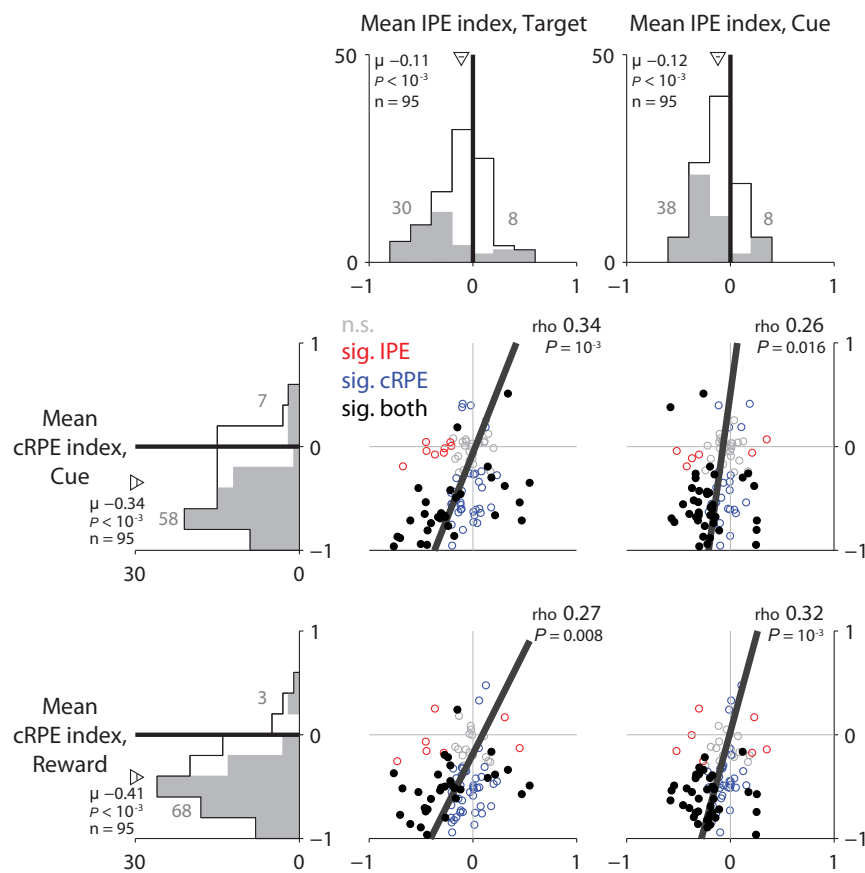 Mean IPE index, Target
Mean IPE index, Cue
50
μ −0.11
P < 10⁻³
n = 95
30
8
0
−1
0
1
50
μ −0.12
P < 10⁻³
n = 95
38
8
0
−1
0
1
Mean
cRPE index,
Cue
7
μ −0.34
P < 10⁻³
n = 95
58
1
0
−1
30
0
n.s.
sig. IPE
sig. cRPE
sig. both
rho 0.34
P = 10⁻³
rho 0.26
P = 0.016
1
0
−1
Mean
cRPE index,
Reward
3
μ −0.41
P < 10⁻³
n = 95
68
1
0
−1
30
0
rho 0.27
P = 0.008
−1
0
1
rho 0.32
P = 10⁻³
1
0
−1
−1
0
1